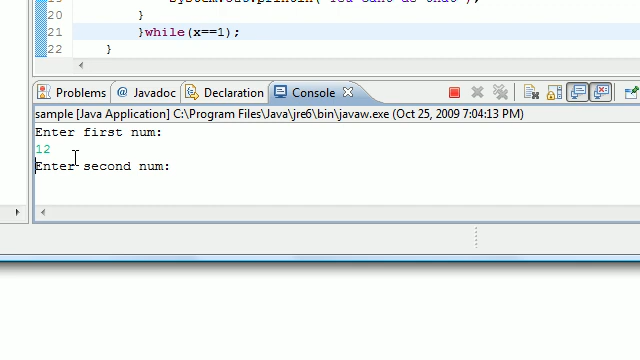 20 }
21 }while(x==1);
22 }
Problems @ Javadoc Declaration Console
sample [Java Application] C:\Program Files\Java\jre6\bin\javaw.exe (Oct 25, 2009 7:04:13 PM)
Enter first num:
12
Enter second num: